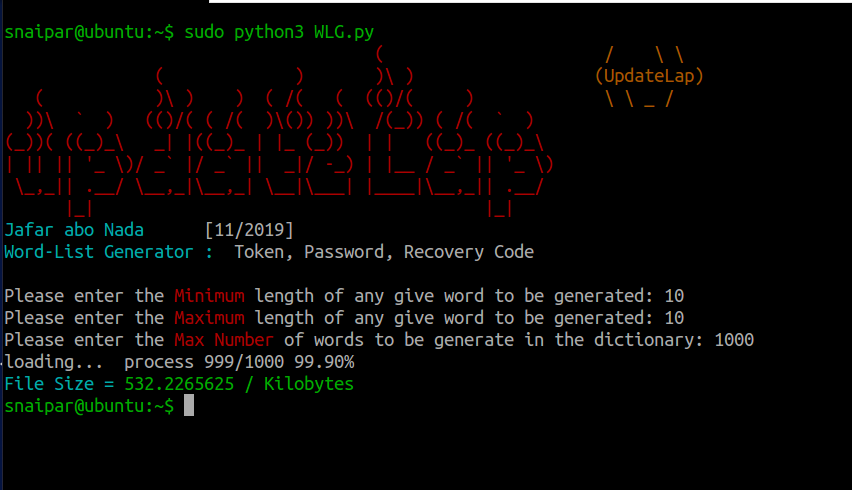 snaipar@ubuntu:~$ sudo python3 WLG.py
UpdateLap
(UpdateLap)
Jafar abo Nada [11/2019]
Word-List Generator : Token, Password, Recovery Code
Please enter the Minimum length of any give word to be generated: 10
Please enter the Maximum length of any give word to be generated: 10
Please enter the Max Number of words to be generate in the dictionary: 1000
loading... process 999/1000 99.90%
File Size = 532.2265625 / Kilobytes
snaipar@ubuntu:~$